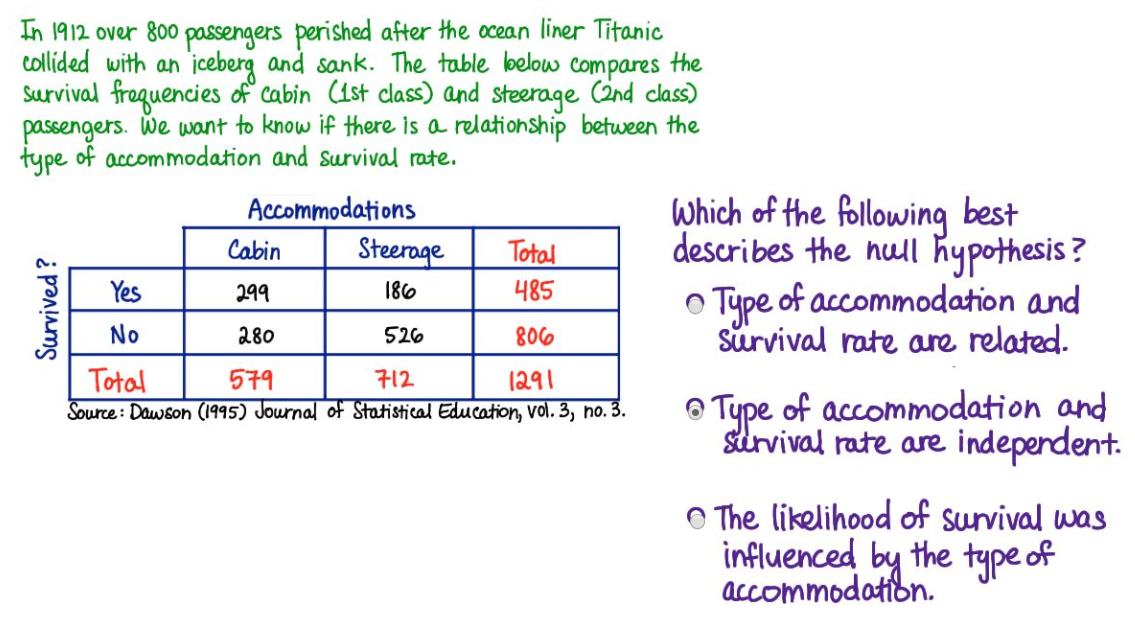 In 1912 over 800 passengers perished after the ocean liner Titanic
collided with an iceberg and sank. The table below compares the
survival frequencies of cabin (1st class) and steerage (2nd class)
passengers. We want to know if there is a relationship between the
type of accommodation and survival rate.
Accommodations
Survived?
Cabin Steerage Total
Yes 299 186 485
No 280 526 806
Total 579 712 1291
Source: Dawson (1995) Journal of Statistical Education, vol. 3, no. 3.
Which of the following best
describes the null hypothesis?
Type of accommodation and
survival rate are related.
Type of accommodation and
survival rate are independent.
The likelihood of survival was
influenced by the type of
accommodation.